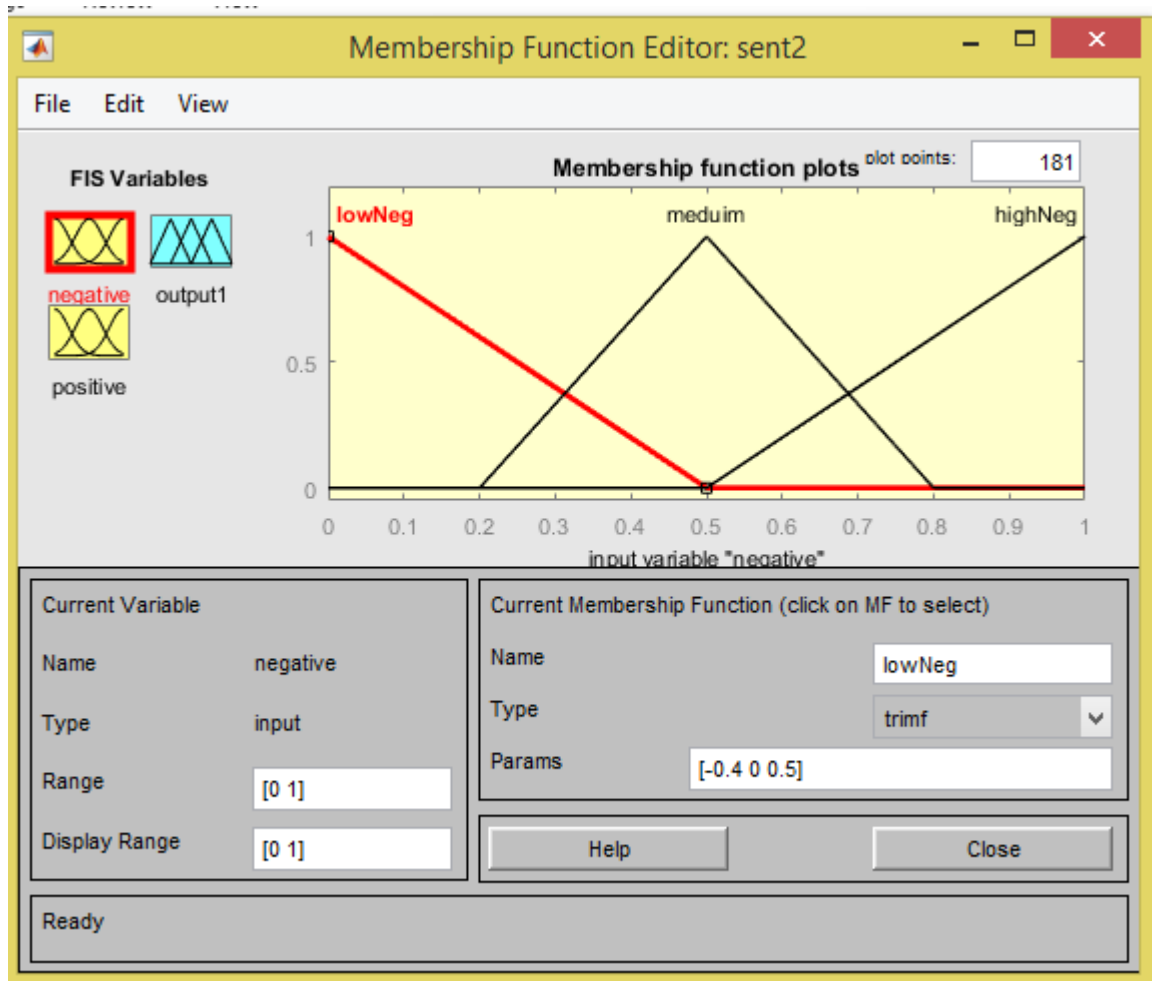 Membership Function Editor: sent2
File Edit View
FIS Variables
Membership function plots
plot points:
181
negative
output1
positive
lowNeg
meduim
highNeg
1
0.5
0
0 0.1 0.2 0.3 0.4 0.5 0.6 0.7 0.8 0.9 1
input variable "negative"
Current Variable
Name negative
Type input
Range [0 1]
Display Range [0 1]
Current Membership Function (click on MF to select)
Name lowNeg
Type trimf
Params [-0.4 0 0.5]
Help Close
Ready